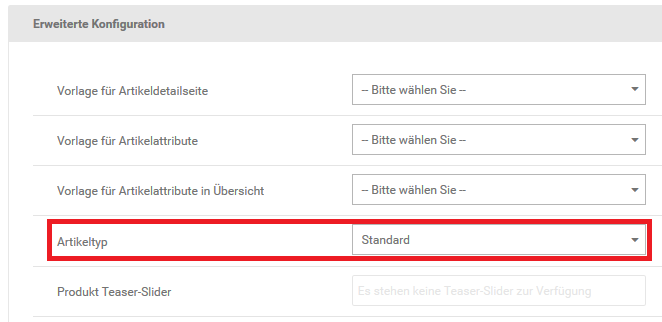 Erweiterte Konfiguration
Vorlage für Artikeldetailseite
-- Bitte wählen Sie --
Vorlage für Artikelattribute
-- Bitte wählen Sie --
Vorlage für Artikelattribute in Übersicht
-- Bitte wählen Sie --
Artikeltyp
Standard
Produkt Teaser-Slider
Es stehen keine Teaser-Slider zur Verfügung